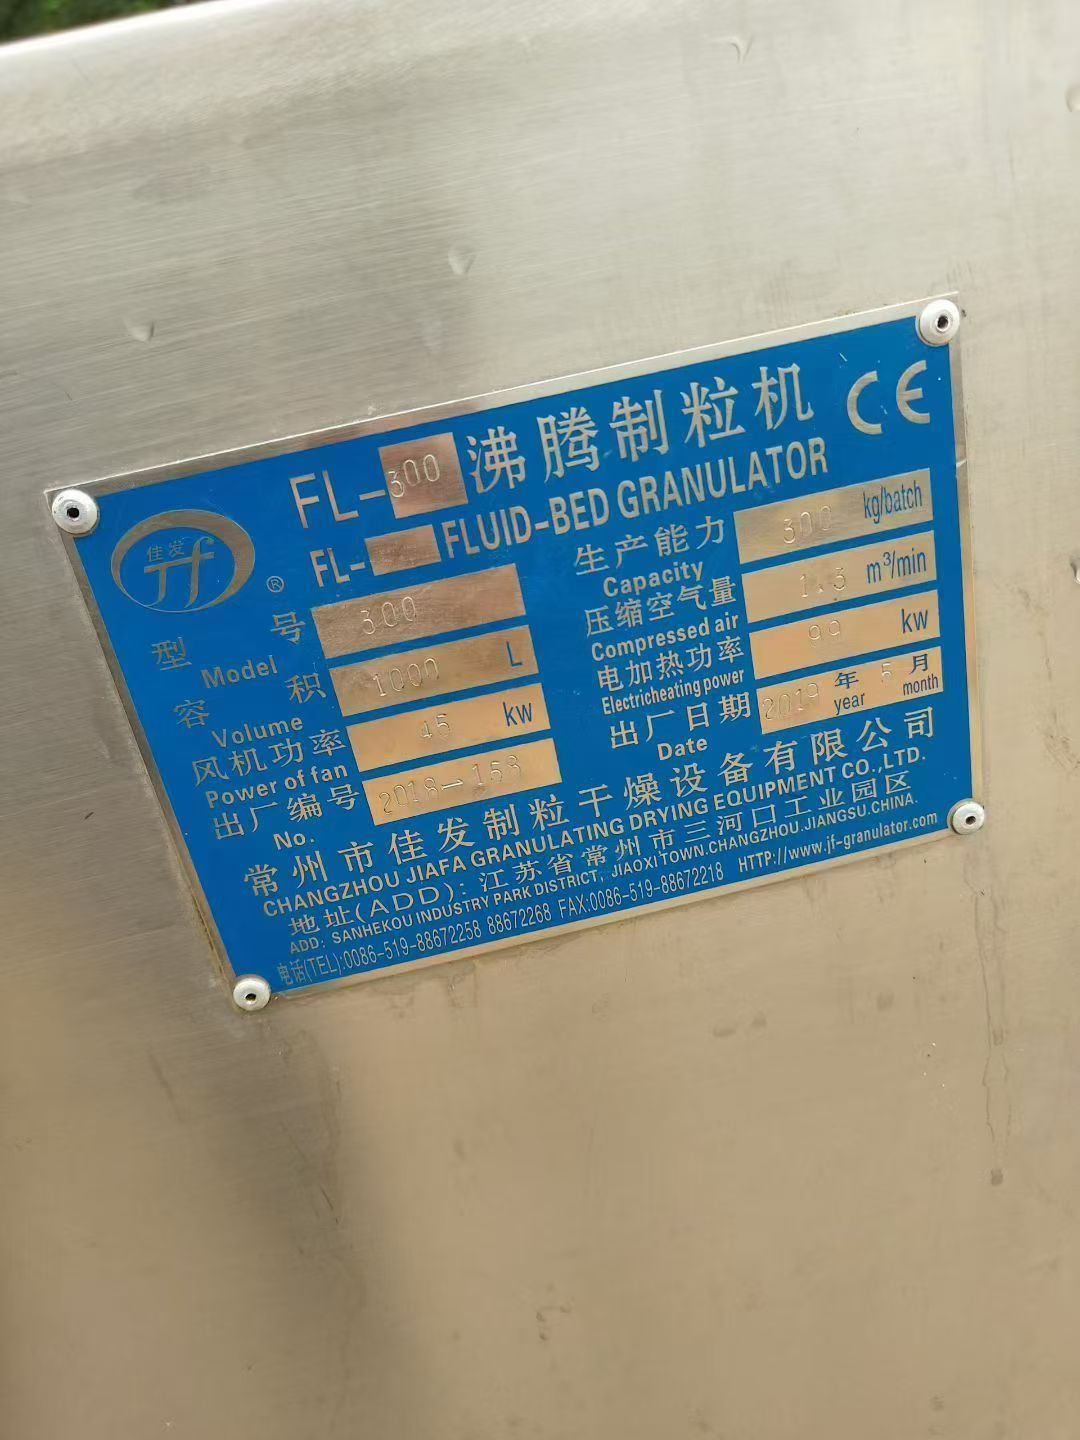 FL-300 沸腾制粒机 CE
FL- FLUID-BED GRANULATOR
佳发
Jf ®
型号 300
Model
容积 1000 L
Volume
风机功率 45 kw
Power of fan
出厂编号 2018-158
No.
生产能力 300 kg/batch
Capacity
压缩空气量 1.3 m³/min
Compressed air
电加热功率 99 kw
Electricheating power
出厂日期 2019 年 5 月
Date year month
常州市佳发制粒干燥设备有限公司
CHANGZHOU JIAFA GRANULATING DRYING EQUIPMENT CO.,LTD.
地址(ADD):江苏省常州市三河口工业园区
ADD: SANHEKOU INDUSTRY PARK DISTRICT, JIAOXI TOWN.CHANGZHOU.JIANGSU.CHINA.
电话(TEL):0086-519-88672258 88672268 FAX:0086-519-88672218 HTTP://www.jf-granulator.com